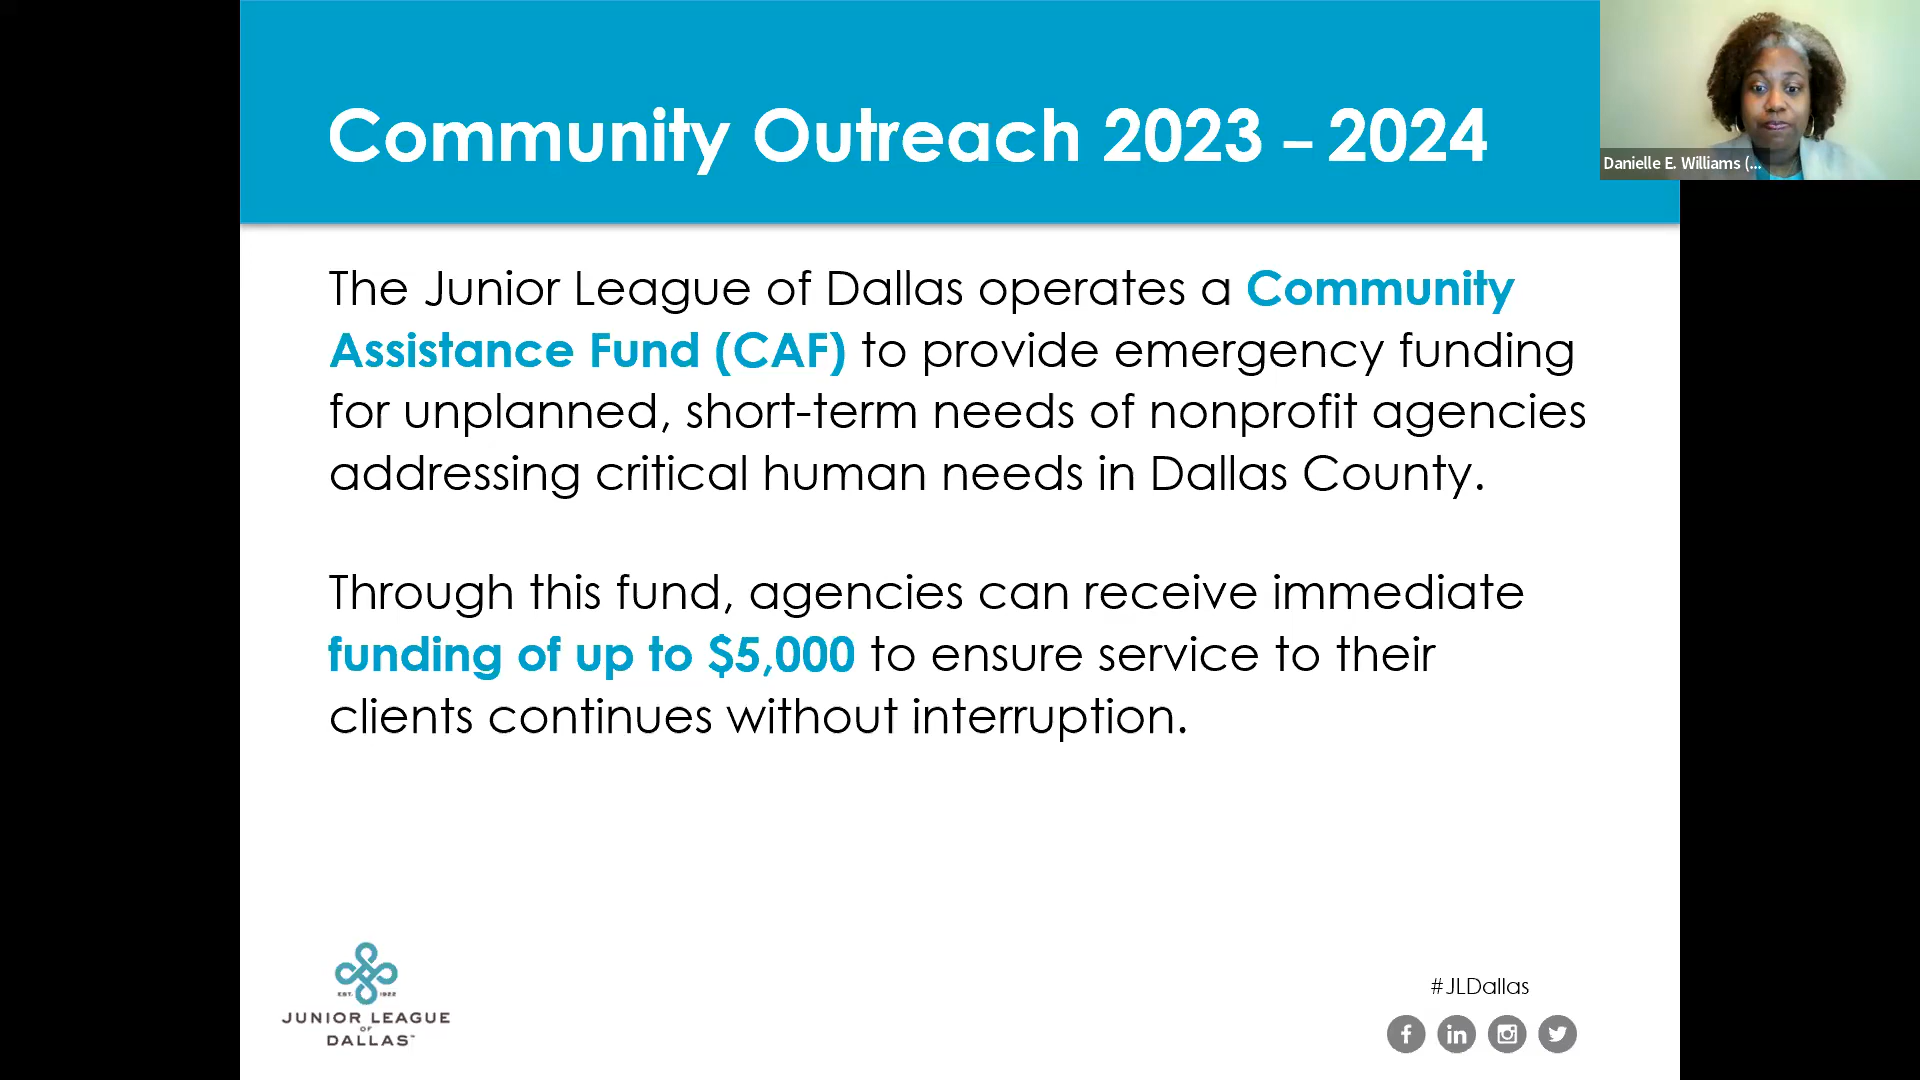 Community Outreach 2023 – 2024
Danielle E. Williams (...
The Junior League of Dallas operates a Community
Assistance Fund (CAF) to provide emergency funding
for unplanned, short-term needs of nonprofit agencies
addressing critical human needs in Dallas County.
Through this fund, agencies can receive immediate
funding of up to $5,000 to ensure service to their
clients continues without interruption.
EST. 1922
JUNIOR LEAGUE
OF
DALLAS™
#JLDallas